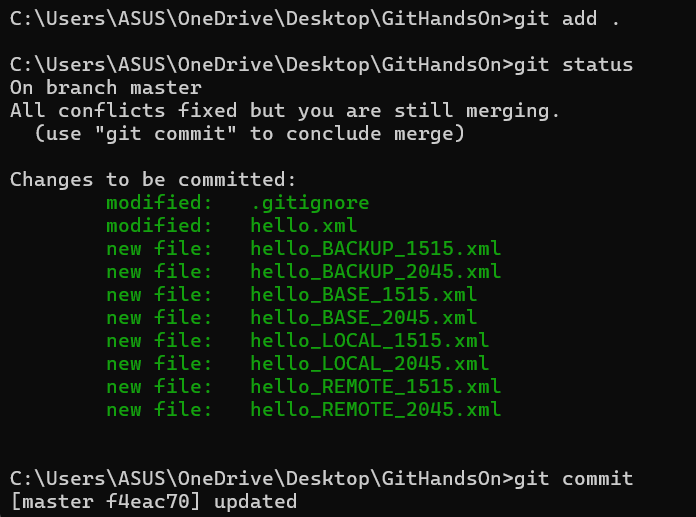 C:\Users\ASUS\OneDrive\Desktop\GitHandsOn>git add .
C:\Users\ASUS\OneDrive\Desktop\GitHandsOn>git status
On branch master
All conflicts fixed but you are still merging.
  (use "git commit" to conclude merge)
Changes to be committed:
        modified:   .gitignore
        modified:   hello.xml
        new file:   hello_BACKUP_1515.xml
        new file:   hello_BACKUP_2045.xml
        new file:   hello_BASE_1515.xml
        new file:   hello_BASE_2045.xml
        new file:   hello_LOCAL_1515.xml
        new file:   hello_LOCAL_2045.xml
        new file:   hello_REMOTE_1515.xml
        new file:   hello_REMOTE_2045.xml
C:\Users\ASUS\OneDrive\Desktop\GitHandsOn>git commit
[master f4eac70] updated